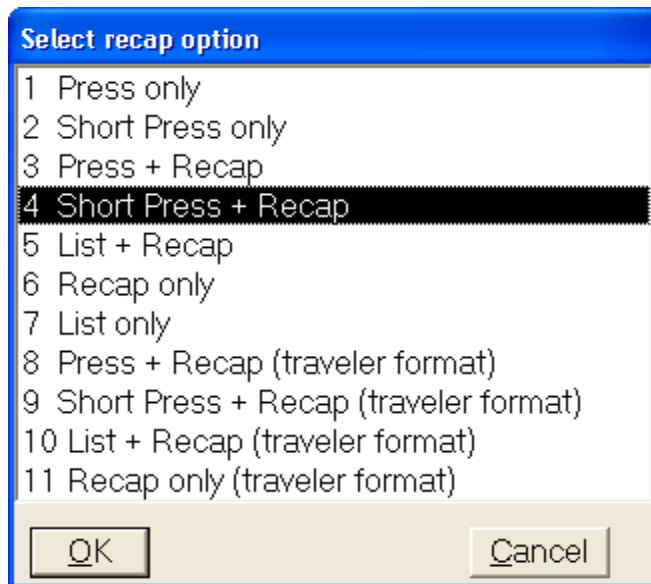 Select recap option
1 Press only
2 Short Press only
3 Press + Recap
4 Short Press + Recap
5 List + Recap
6 Recap only
7 List only
8 Press + Recap (traveler format)
9 Short Press + Recap (traveler format)
10 List + Recap (traveler format)
11 Recap only (traveler format)
OK Cancel